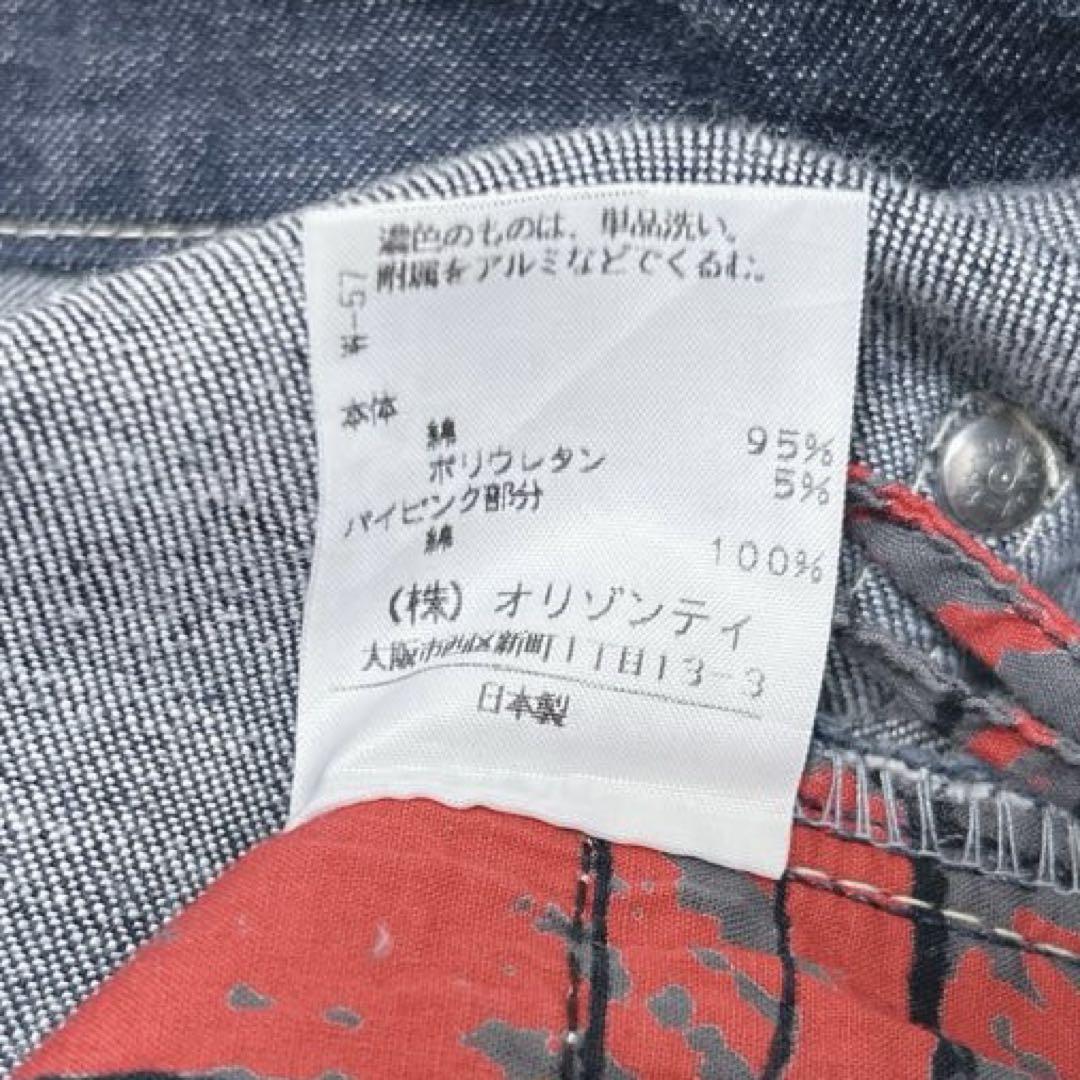 濃色のものは、単品洗い。
附属をアルミなどでくるむ。
本体
綿 95%
ポリウレタン 5%
パイピング部分
綿 100%
(株) オリゾンティ
大阪市西区新町1丁目13-3
日本製